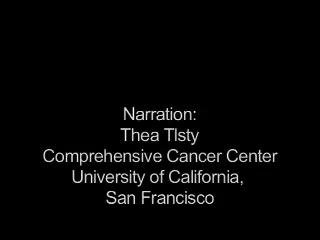 Narration:
Thea Tlsty
Comprehensive Cancer Center
University of California,
San Francisco